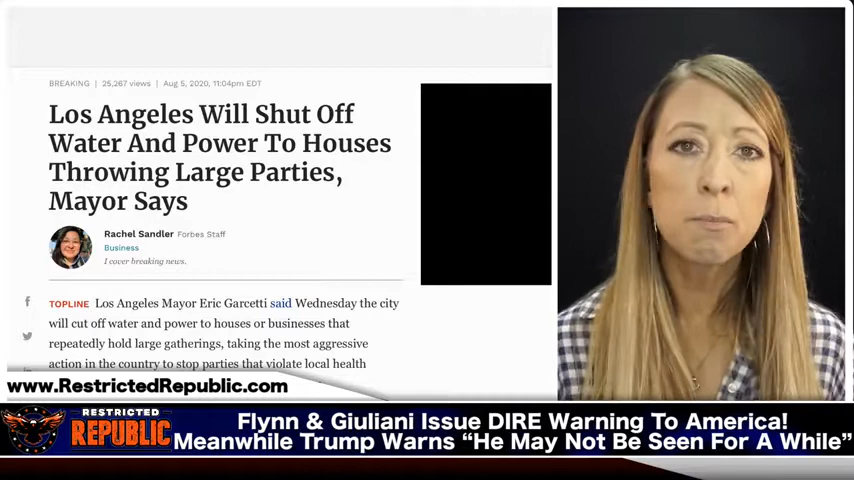 BREAKING | 25,267 views | Aug 5, 2020, 11:04pm EDT
Los Angeles Will Shut Off
Water And Power To Houses
Throwing Large Parties,
Mayor Says
Rachel Sandler Forbes Staff
Business
I cover breaking news.
TOPLINE Los Angeles Mayor Eric Garcetti said Wednesday the city
will cut off water and power to houses or businesses that
repeatedly hold large gatherings, taking the most aggressive
action in the country to stop parties that violate local health
www.RestrictedRepublic.com
RESTRICTED
REPUBLIC
Flynn & Giuliani Issue DIRE Warning To America!
Meanwhile Trump Warns “He May Not Be Seen For A While”